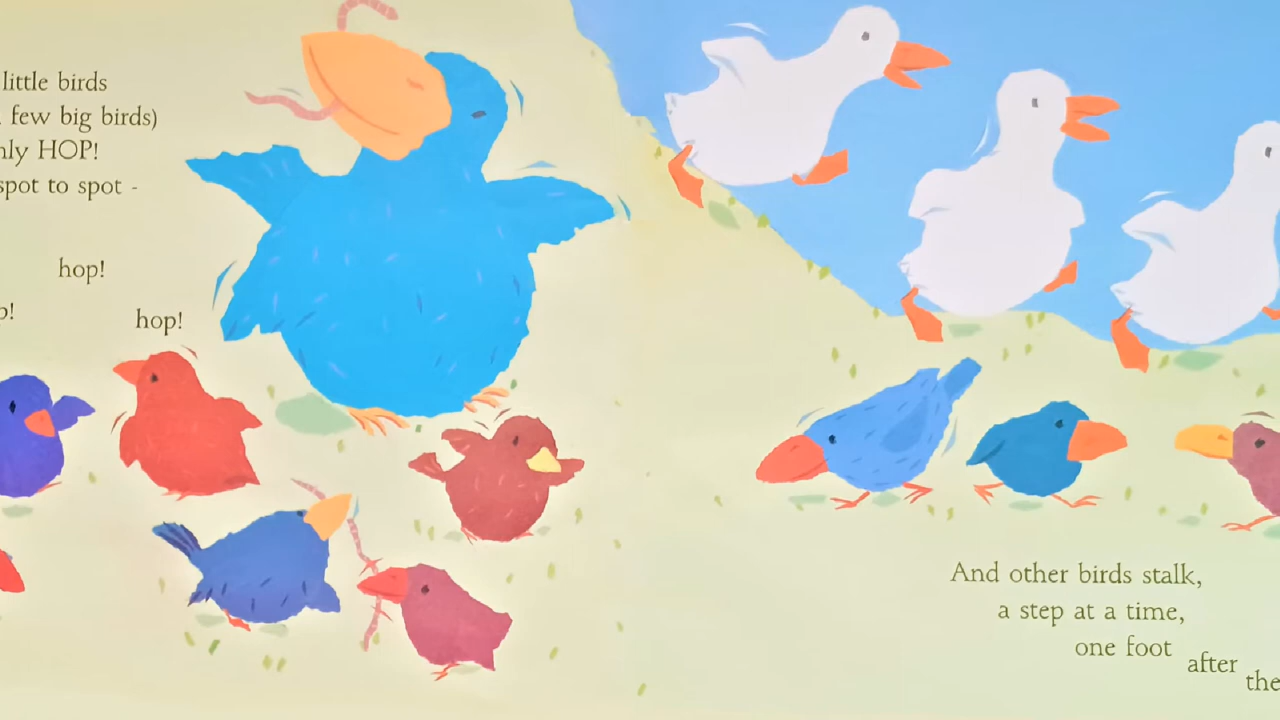 little birds
few big birds)
HOP!
spot to spot -
hop!
hop!
And other birds stalk,
a step at a time,
one foot
after
the